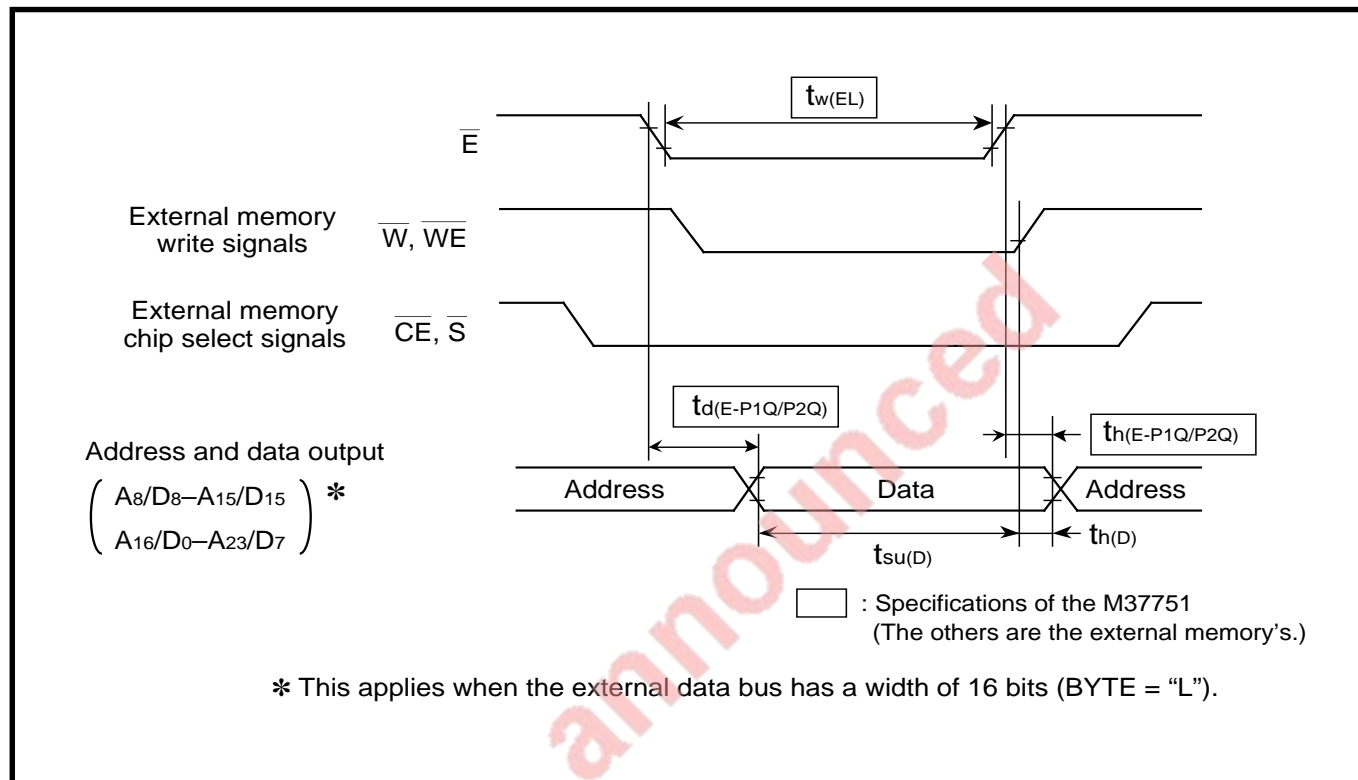 tw(EL)
E
External memory
write signals
W, WE
External memory
chip select signals
CE, S
td(E-P1Q/P2Q)
th(E-P1Q/P2Q)
Address and data output
A8/D8–A15/D15
A16/D0–A23/D7
*
Address
Data
Address
tsu(D)
th(D)
: Specifications of the M37751
(The others are the external memory's.)
* This applies when the external data bus has a width of 16 bits (BYTE = “L”).
announced